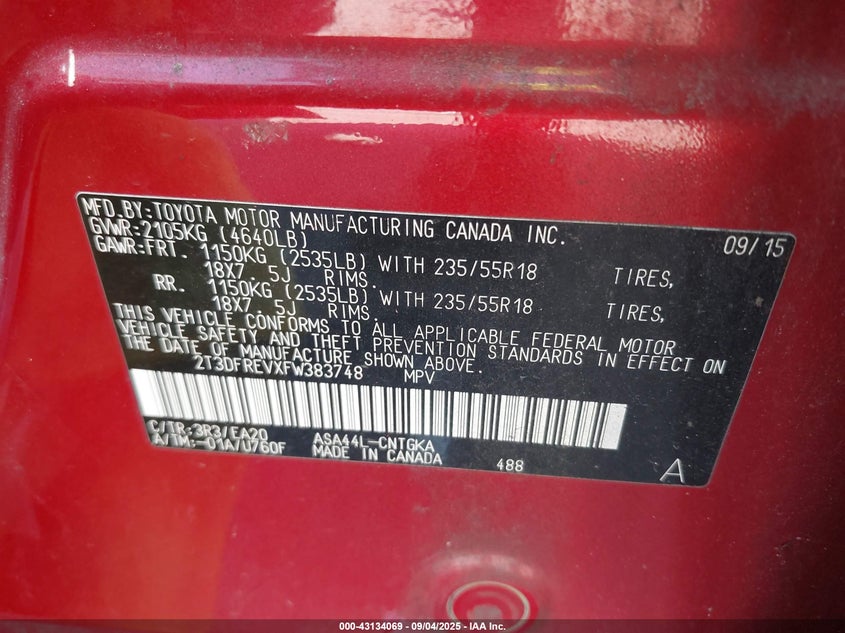 MFD.BY:TOYOTA MOTOR MANUFACTURING CANADA INC.
GVWR:2105KG (4640LB) 09/15
GAWR:FRT. 1150KG (2535LB) WITH 235/55R18 TIRES,
18X7 5J RIMS.
RR. 1150KG (2535LB) WITH 235/55R18 TIRES,
18X7 5J RIMS.
THIS VEHICLE CONFORMS TO ALL APPLICABLE FEDERAL MOTOR
VEHICLE SAFETY AND THEFT PREVENTION STANDARDS IN EFFECT ON
THE DATE OF MANUFACTURE SHOWN ABOVE.
2T3DFREVXFW383748 MPV
C/TR:3R3/EA20 ASA44L-CNTGKA
A/TM:-01A/U760F MADE IN CANADA 488 A
000-43134069 - 09/04/2025 - IAA Inc.